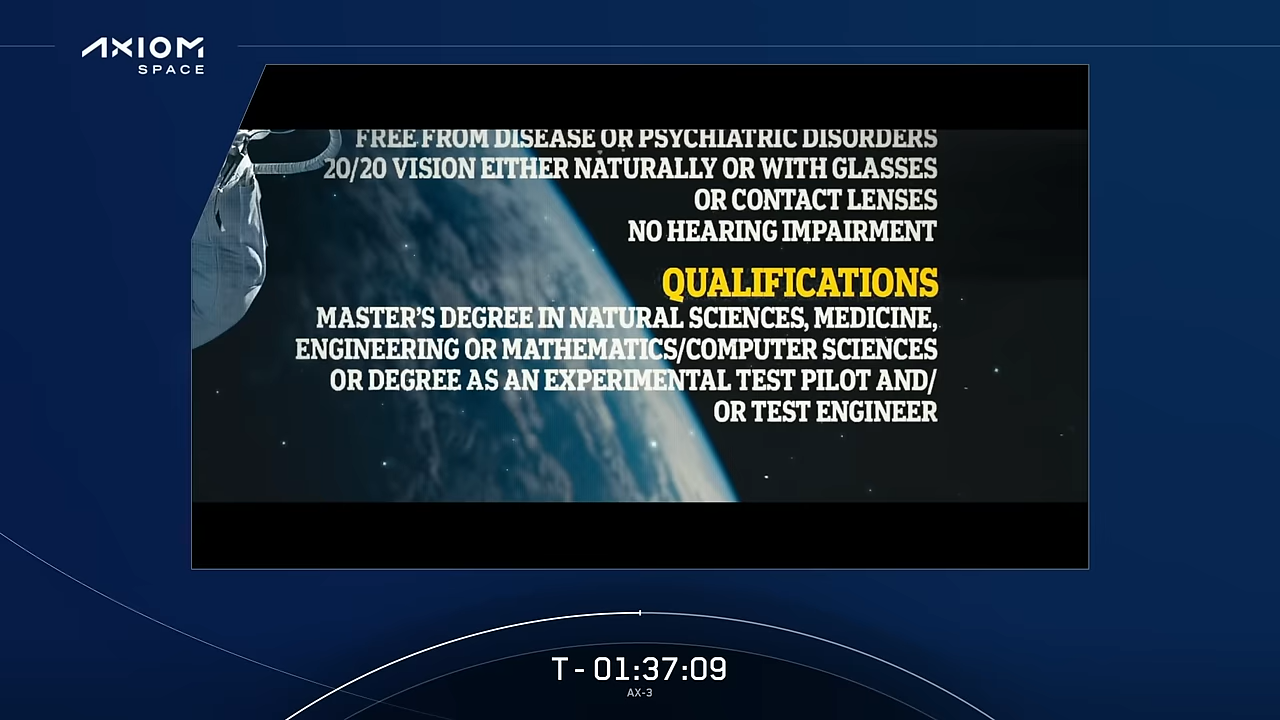 AXIOM
SPACE
FREE FROM DISEASE OR PSYCHIATRIC DISORDERS
20/20 VISION EITHER NATURALLY OR WITH GLASSES
OR CONTACT LENSES
NO HEARING IMPAIRMENT
QUALIFICATIONS
MASTER'S DEGREE IN NATURAL SCIENCES, MEDICINE,
ENGINEERING OR MATHEMATICS/COMPUTER SCIENCES
OR DEGREE AS AN EXPERIMENTAL TEST PILOT AND/
OR TEST ENGINEER
T - 01:37:09
AX-3